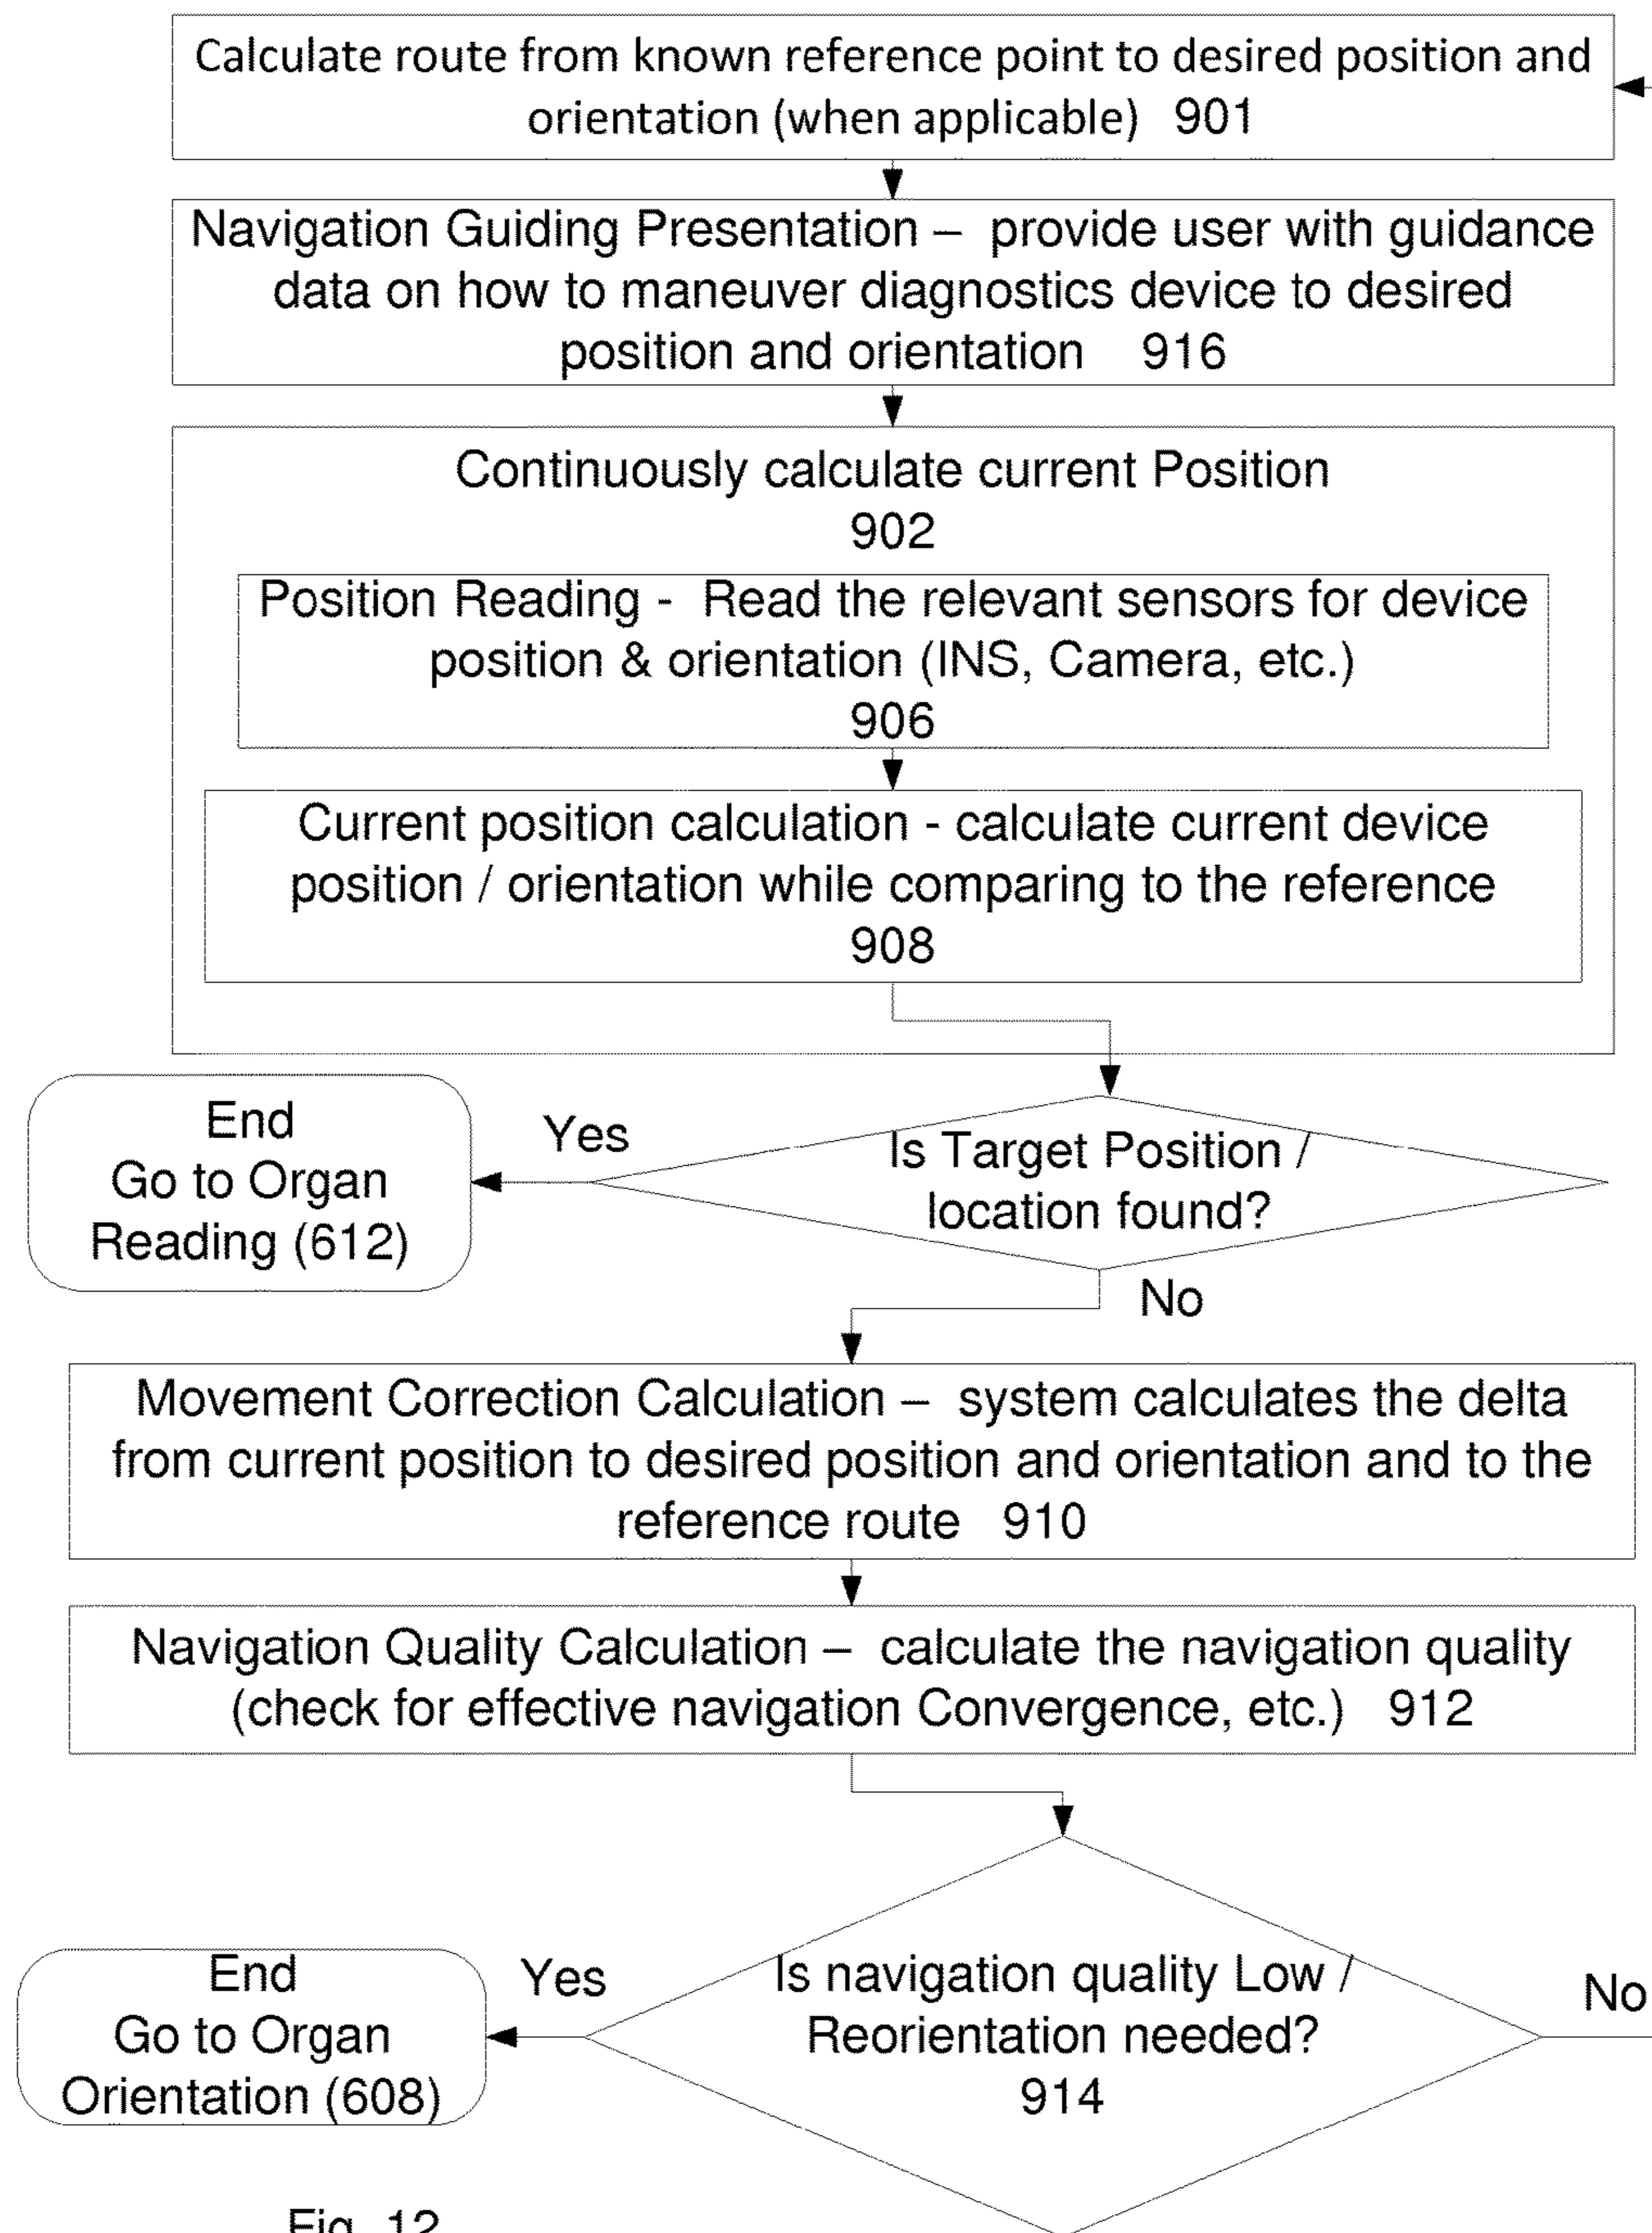 Calculate route from known reference point to desired position and
orientation (when applicable) 901
Navigation Guiding Presentation – provide user with guidance
data on how to maneuver diagnostics device to desired
position and orientation 916
Continuously calculate current Position
902
Position Reading - Read the relevant sensors for device
position & orientation (INS, Camera, etc.)
906
Current position calculation - calculate current device
position / orientation while comparing to the reference
908
Is Target Position /
location found?
Yes
End
Go to Organ
Reading (612)
No
Movement Correction Calculation – system calculates the delta
from current position to desired position and orientation and to the
reference route 910
Navigation Quality Calculation – calculate the navigation quality
(check for effective navigation Convergence, etc.) 912
Is navigation quality Low /
Reorientation needed?
914
Yes
End
Go to Organ
Orientation (608)
No
Fig. 12